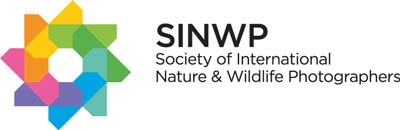 SINWP
Society of International
Nature & Wildlife Photographers